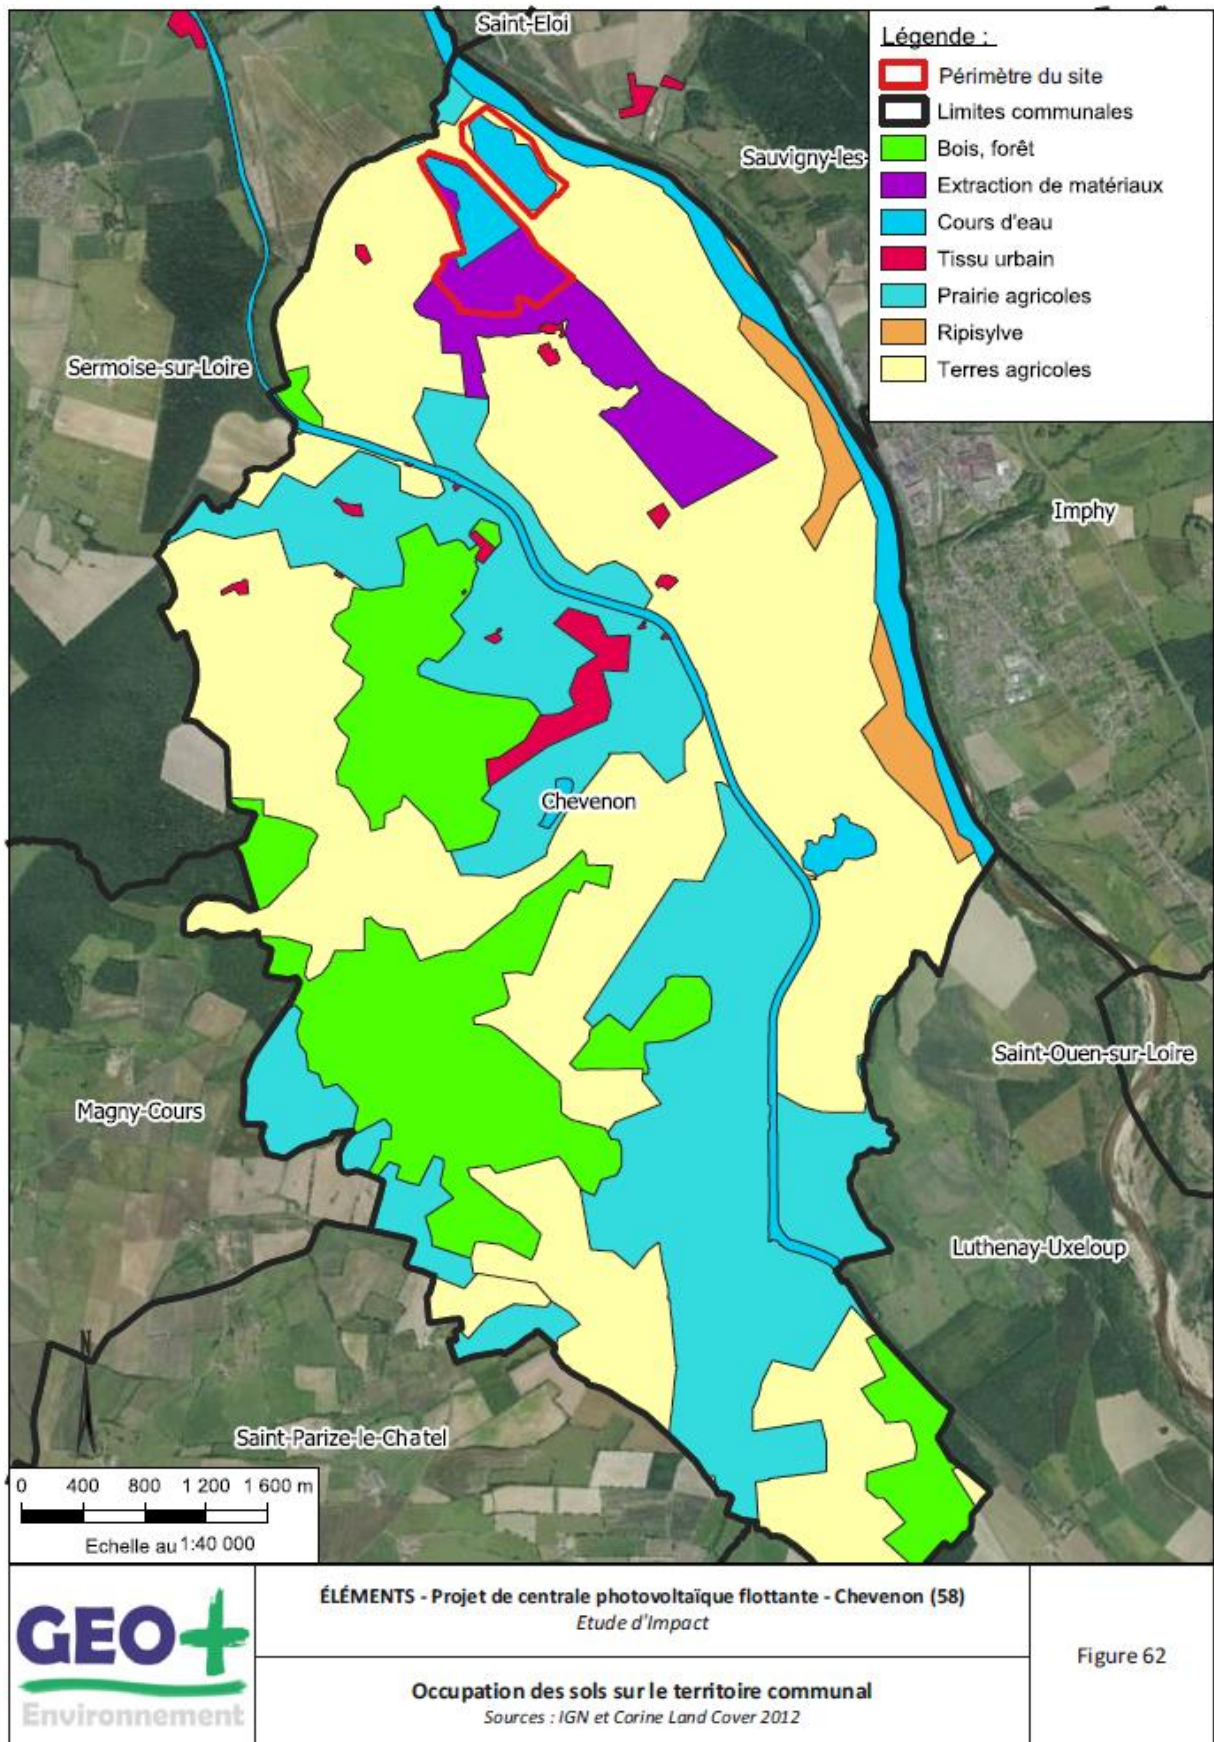 Saint-Eloi
Légende :
Périmètre du site
Limites communales
Bois, forêt
Extraction de matériaux
Cours d'eau
Tissu urbain
Prairie agricoles
Ripisylve
Terres agricoles
Sauvigny-les-
Sermoise-sur-Loire
Imphy
Chevenon
Saint-Ouen-sur-Loire
Magny-Cours
Luthenay-Uxeloup
N
Saint-Parize-le-Chatel
0 400 800 1 200 1 600 m
Echelle au 1:40 000
GEO+
Environnement
ÉLÉMENTS - Projet de centrale photovoltaïque flottante - Chevenon (58)
Etude d'Impact
Occupation des sols sur le territoire communal
Sources : IGN et Corine Land Cover 2012
Figure 62